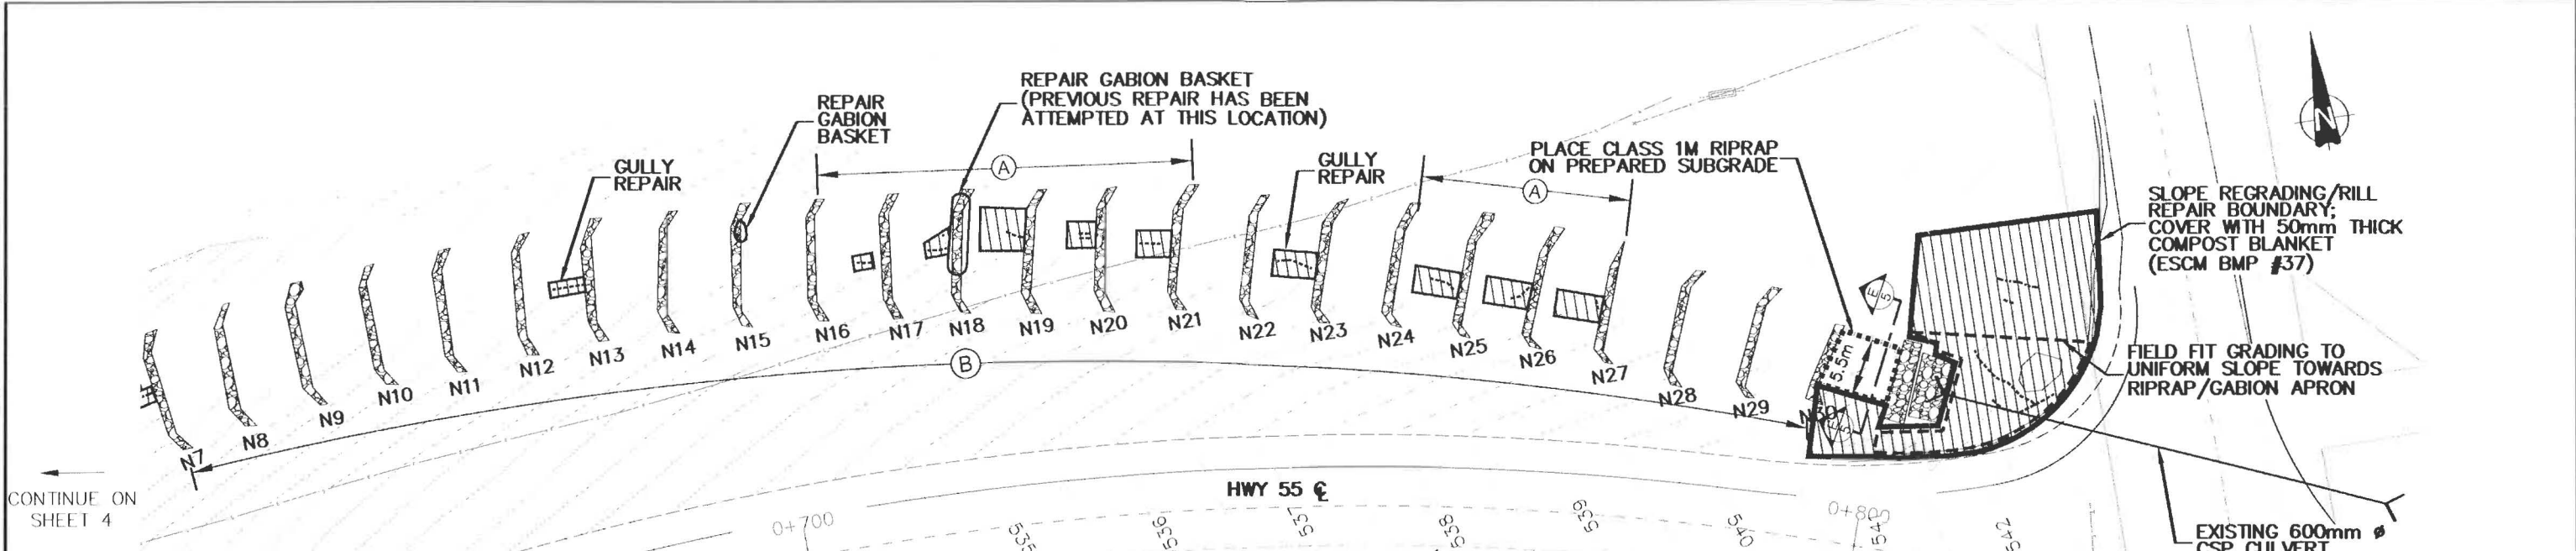 REPAIR GABION BASKET
(PREVIOUS REPAIR HAS BEEN
ATTEMPTED AT THIS LOCATION)
REPAIR
GABION
BASKET
GULLY
REPAIR
A
GULLY
REPAIR
A
PLACE CLASS 1M RIPRAP
ON PREPARED SUBGRADE
N
SLOPE REGRADING/RILL
REPAIR BOUNDARY;
COVER WITH 50mm THICK
COMPOST BLANKET
(ESCM BMP #37)
E
5
5.5m
FIELD FIT GRADING TO
UNIFORM SLOPE TOWARDS
RIPRAP/GABION APRON
N7
N8
N9
N10
N11
N12
N13
N14
N15
N16
N17
N18
N19
N20
N21
N22
N23
N24
N25
N26
N27
N28
N29
N30
E
5
B
CONTINUE ON
SHEET 4
HWY 55 ℄
0+700
0+800
535
536
537
538
539
540
541
542
EXISTING 600mm ø
CSP CULVERT